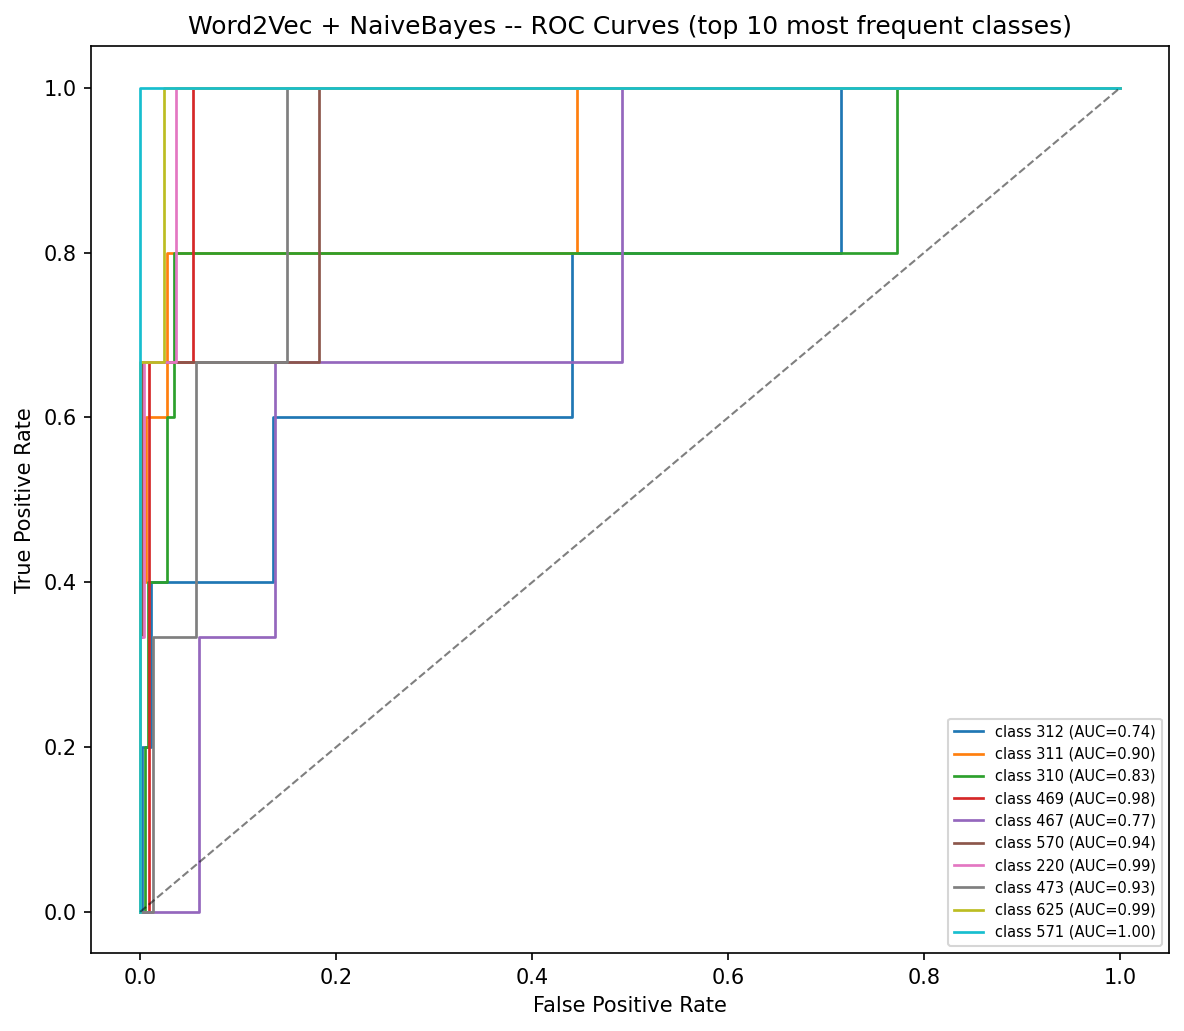 Word2Vec + NaiveBayes -- ROC Curves (top 10 most frequent classes)
True Positive Rate
1.0
0.8
0.6
0.4
0.2
0.0
0.0 0.2 0.4 0.6 0.8 1.0
False Positive Rate
class 312 (AUC=0.74)
class 311 (AUC=0.90)
class 310 (AUC=0.83)
class 469 (AUC=0.98)
class 467 (AUC=0.77)
class 570 (AUC=0.94)
class 220 (AUC=0.99)
class 473 (AUC=0.93)
class 625 (AUC=0.99)
class 571 (AUC=1.00)